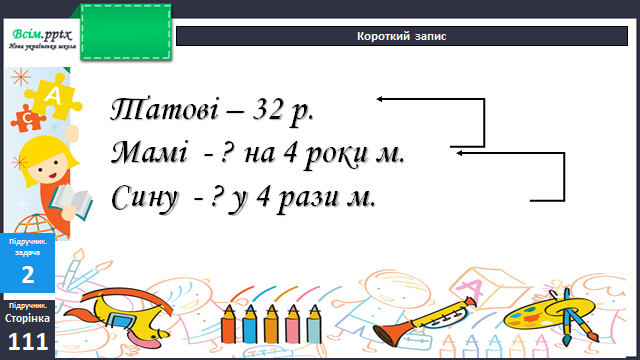 Всім.pptx
Нова українська школа
Короткий запис
Татові – 32 р.
Мамі - ? на 4 роки м.
Сину - ? у 4 рази м.
Підручник.
задача
2
Підручник.
Сторінка
111
А
С
А